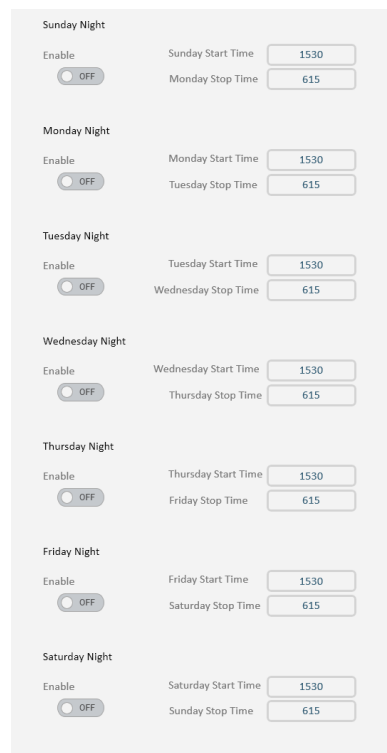 Sunday Night
Enable Sunday Start Time 1530
OFF Monday Stop Time 615
Monday Night
Enable Monday Start Time 1530
OFF Tuesday Stop Time 615
Tuesday Night
Enable Tuesday Start Time 1530
OFF Wednesday Stop Time 615
Wednesday Night
Enable Wednesday Start Time 1530
OFF Thursday Stop Time 615
Thursday Night
Enable Thursday Start Time 1530
OFF Friday Stop Time 615
Friday Night
Enable Friday Start Time 1530
OFF Saturday Stop Time 615
Saturday Night
Enable Saturday Start Time 1530
OFF Sunday Stop Time 615